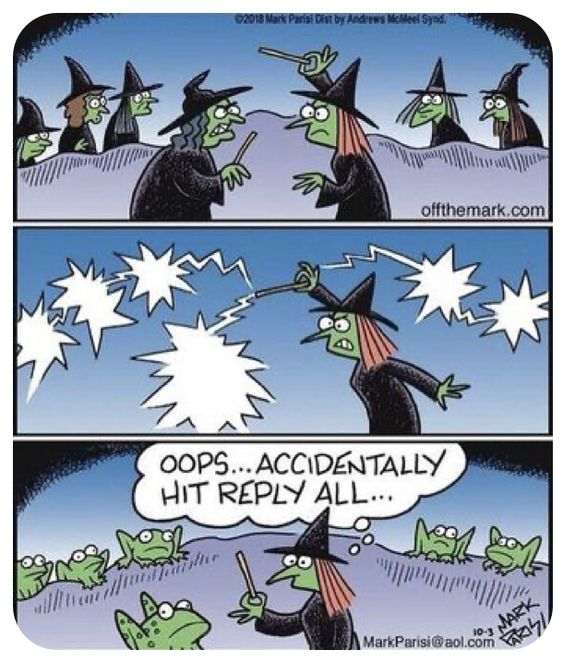 ©2018 Mark Parisi Dist by Andrews McMeel Synd.
offthemark.com
OOPS...ACCIDENTALLY
HIT REPLY ALL...
10-3 MARK
PARISI
MarkParisi@aol.com